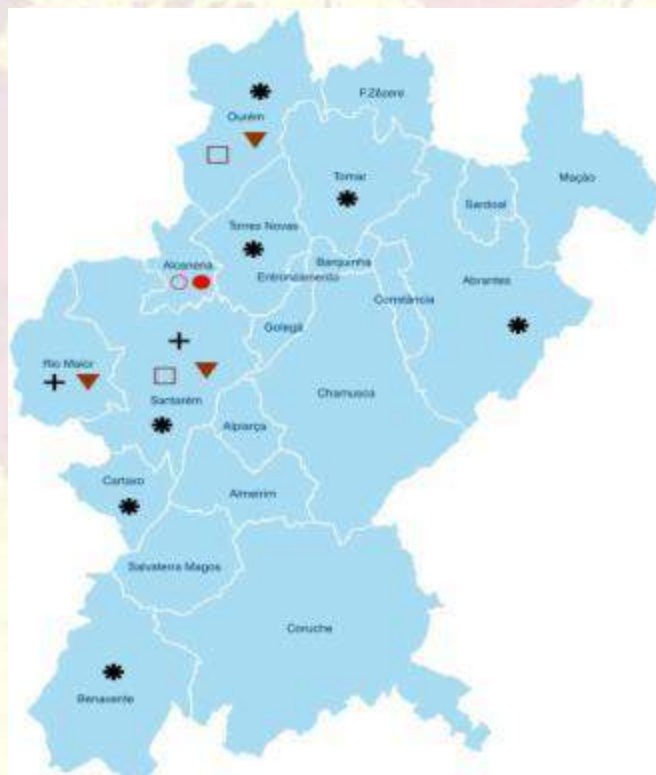 F.Zêzere
Ourém
Tomar
Mação
Sardoal
Torres Novas
Alcanena
Barquinha
Entroncamento
Constância
Abrantes
Golegã
Rio Maior
Chamusca
Santarém
Alpiarça
Cartaxo
Almeirim
Salvaterra Magos
Coruche
Benavente